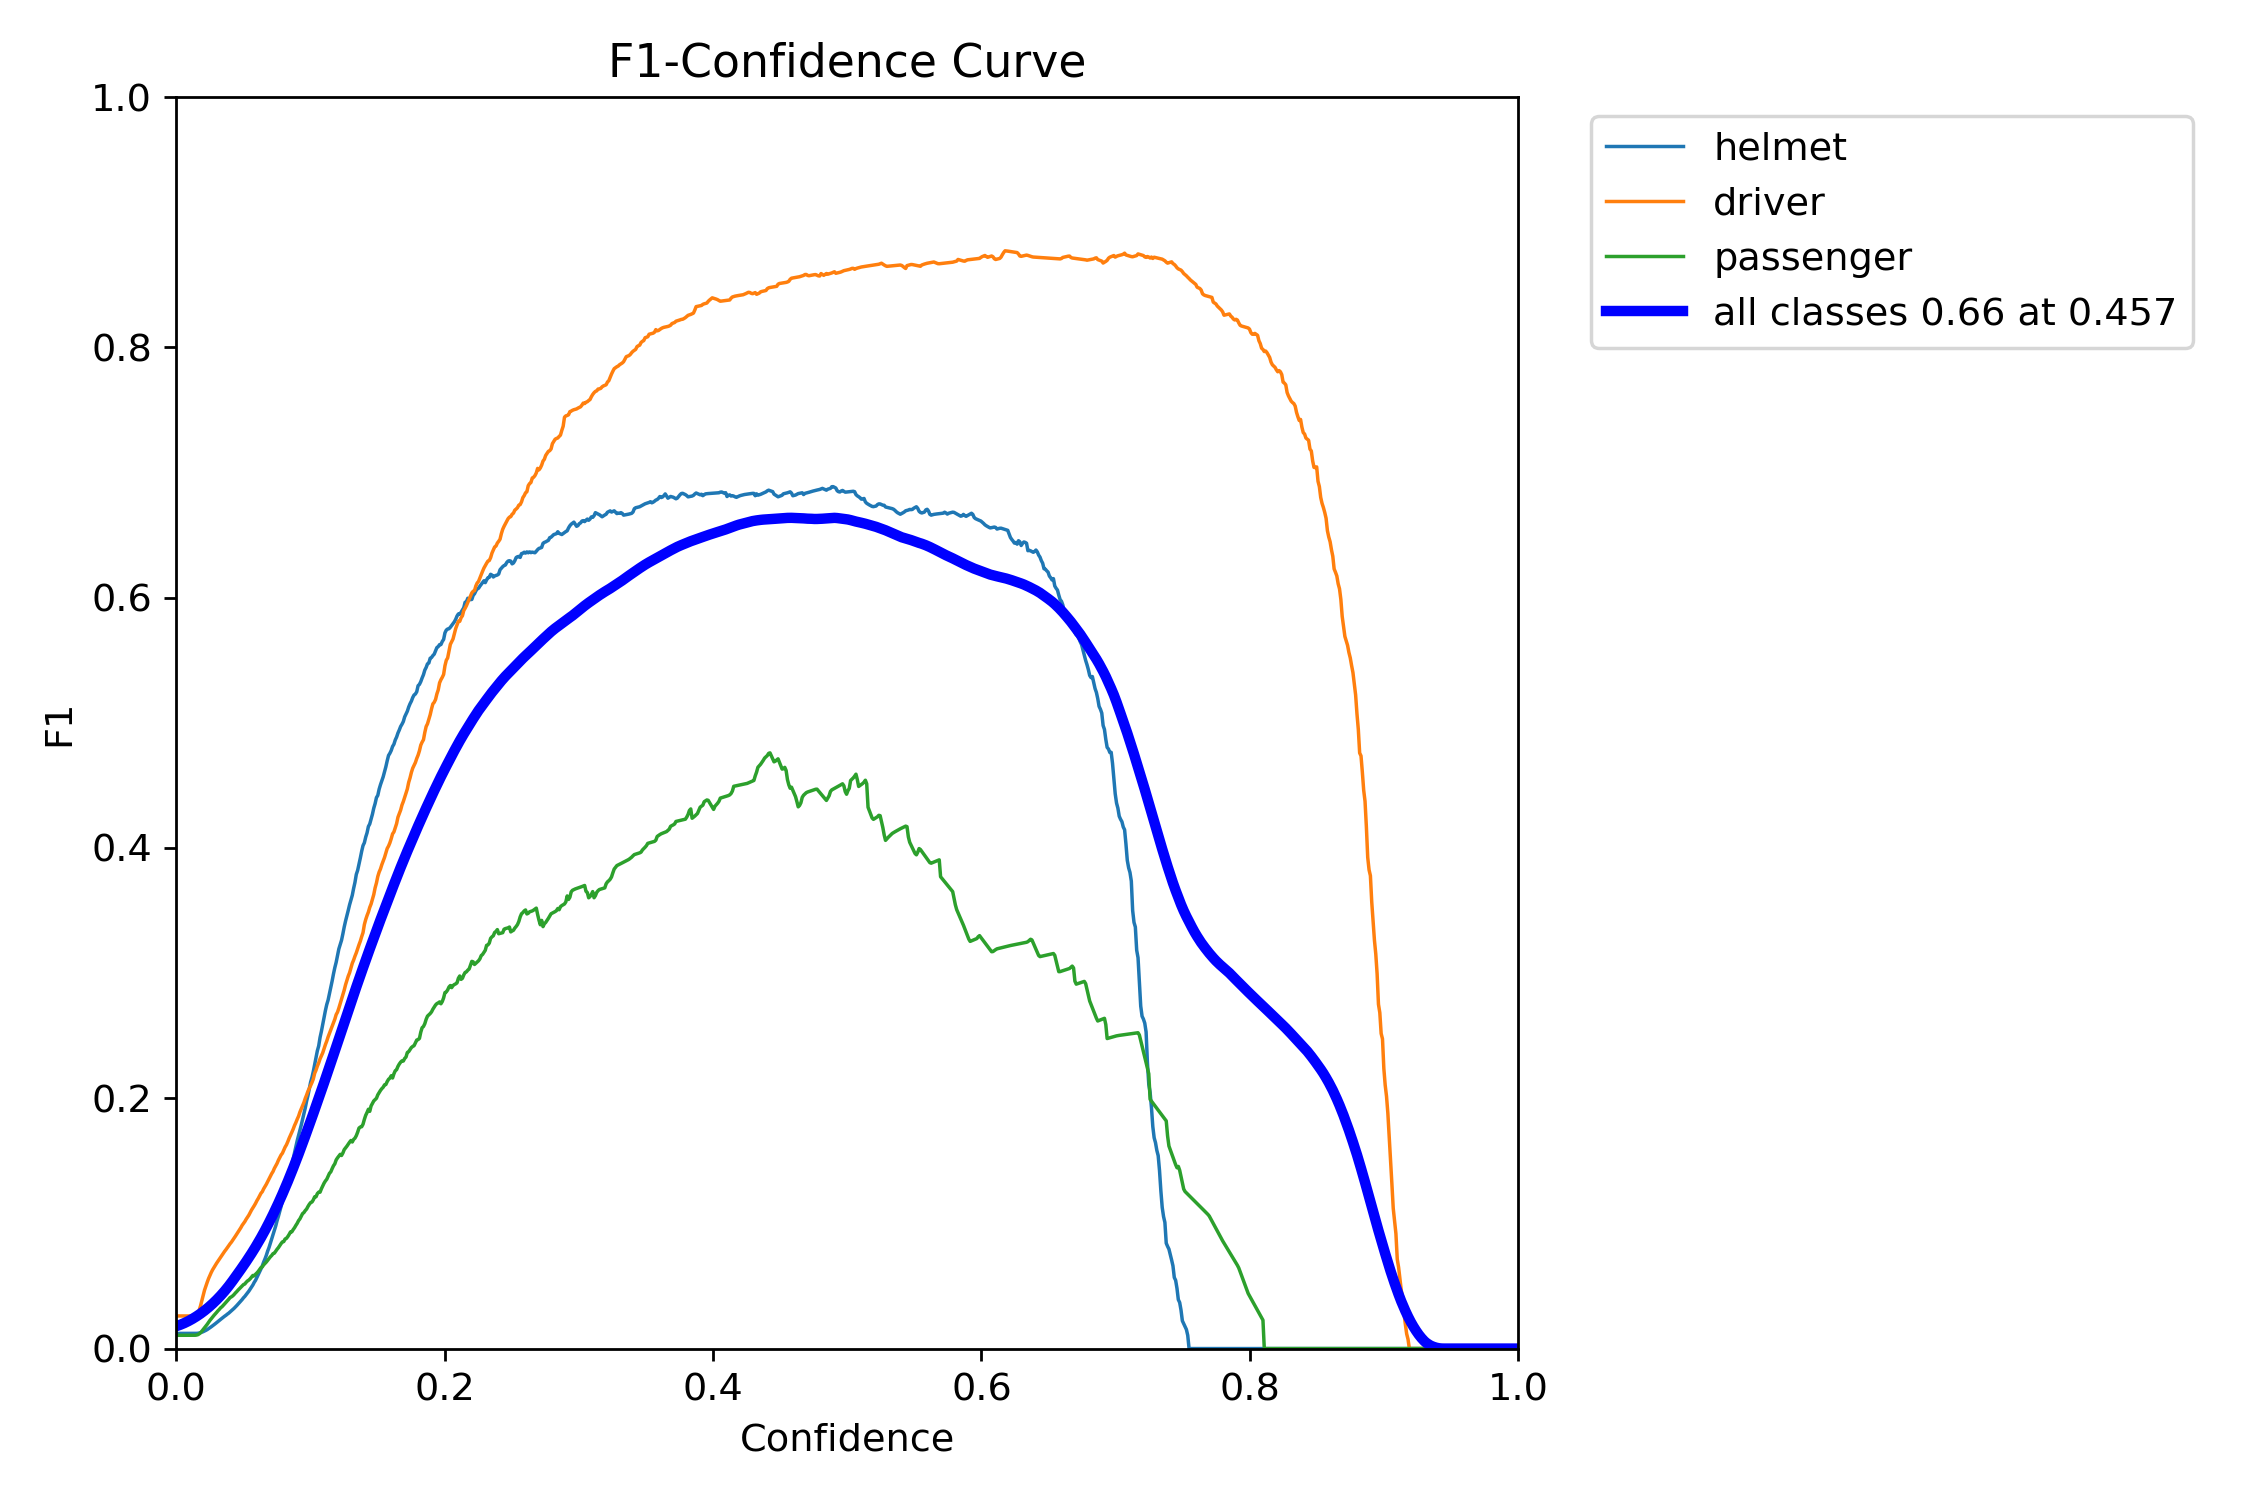 F1-Confidence Curve
1.0
0.8
0.6
0.4
0.2
0.0
F1
0.0 0.2 0.4 0.6 0.8 1.0
Confidence
helmet
driver
passenger
all classes 0.66 at 0.457